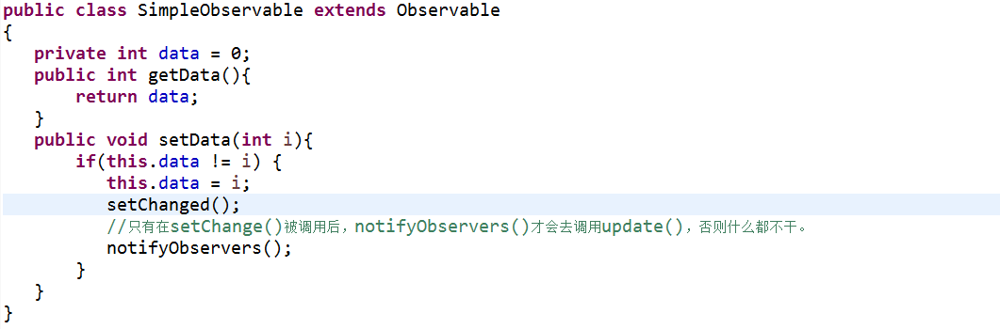 public class SimpleObservable extends Observable
{
private int data = 0;
public int getData(){
return data;
}
public void setData(int i){
if(this.data != i) {
this.data = i;
setChanged();
//只有在setChange()被调用后，notifyObservers()才会去调用update()，否则什么都不干。
notifyObservers();
}
}
}